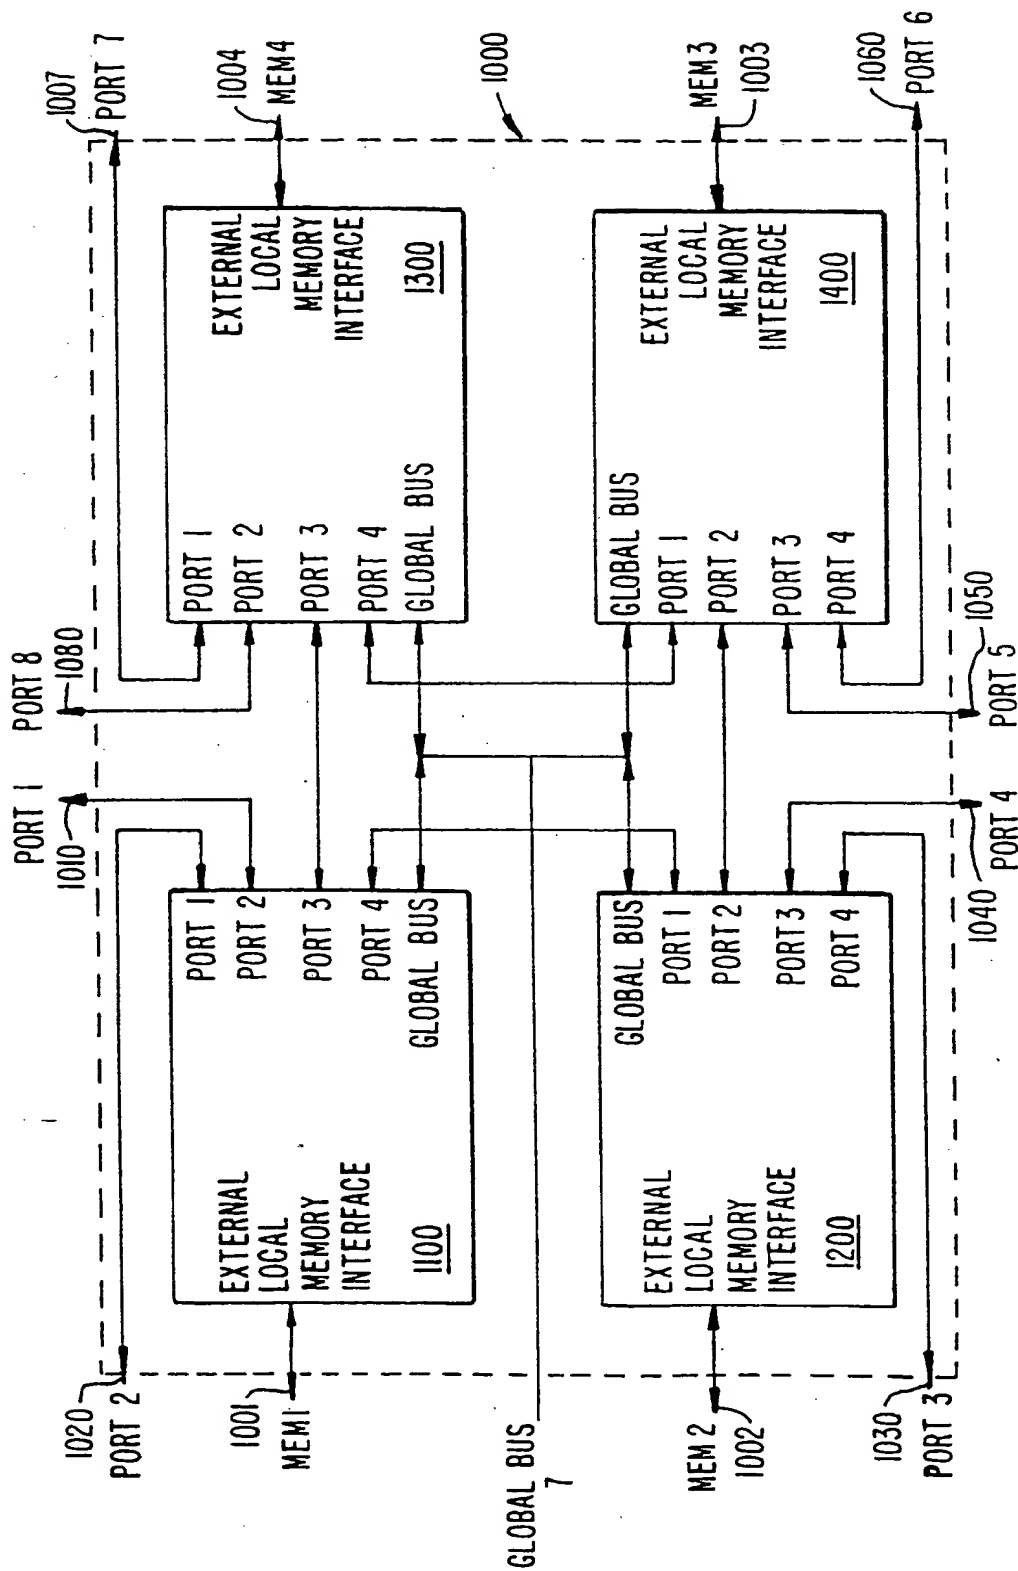 PORT 2
1020
1007
PORT 7
PORT 1
1010
PORT 8
1080
MEM 1
1001
EXTERNAL
LOCAL
MEMORY
INTERFACE
1100
PORT 1
PORT 2
PORT 3
PORT 4
GLOBAL BUS
PORT 1
PORT 2
PORT 3
PORT 4
GLOBAL BUS
EXTERNAL
LOCAL
MEMORY
INTERFACE
1300
1004
MEM4
GLOBAL BUS
7
1000
MEM 2
1002
EXTERNAL
LOCAL
MEMORY
INTERFACE
1200
GLOBAL BUS
PORT 1
PORT 2
PORT 3
PORT 4
GLOBAL BUS
PORT 1
PORT 2
PORT 3
PORT 4
EXTERNAL
LOCAL
MEMORY
INTERFACE
1400
MEM 3
1003
1030
PORT 3
1040
PORT 4
1050
PORT 5
1060
PORT 6